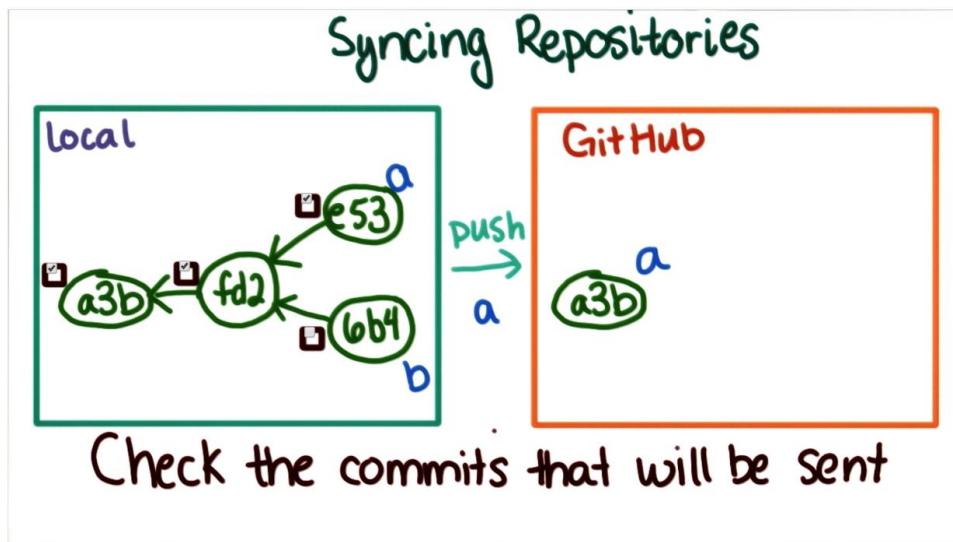 Syncing Repositories
local
GitHub
a
e53
push
a
a3b
fd2
a
a3b
6b4
b
Check the commits that will be sent